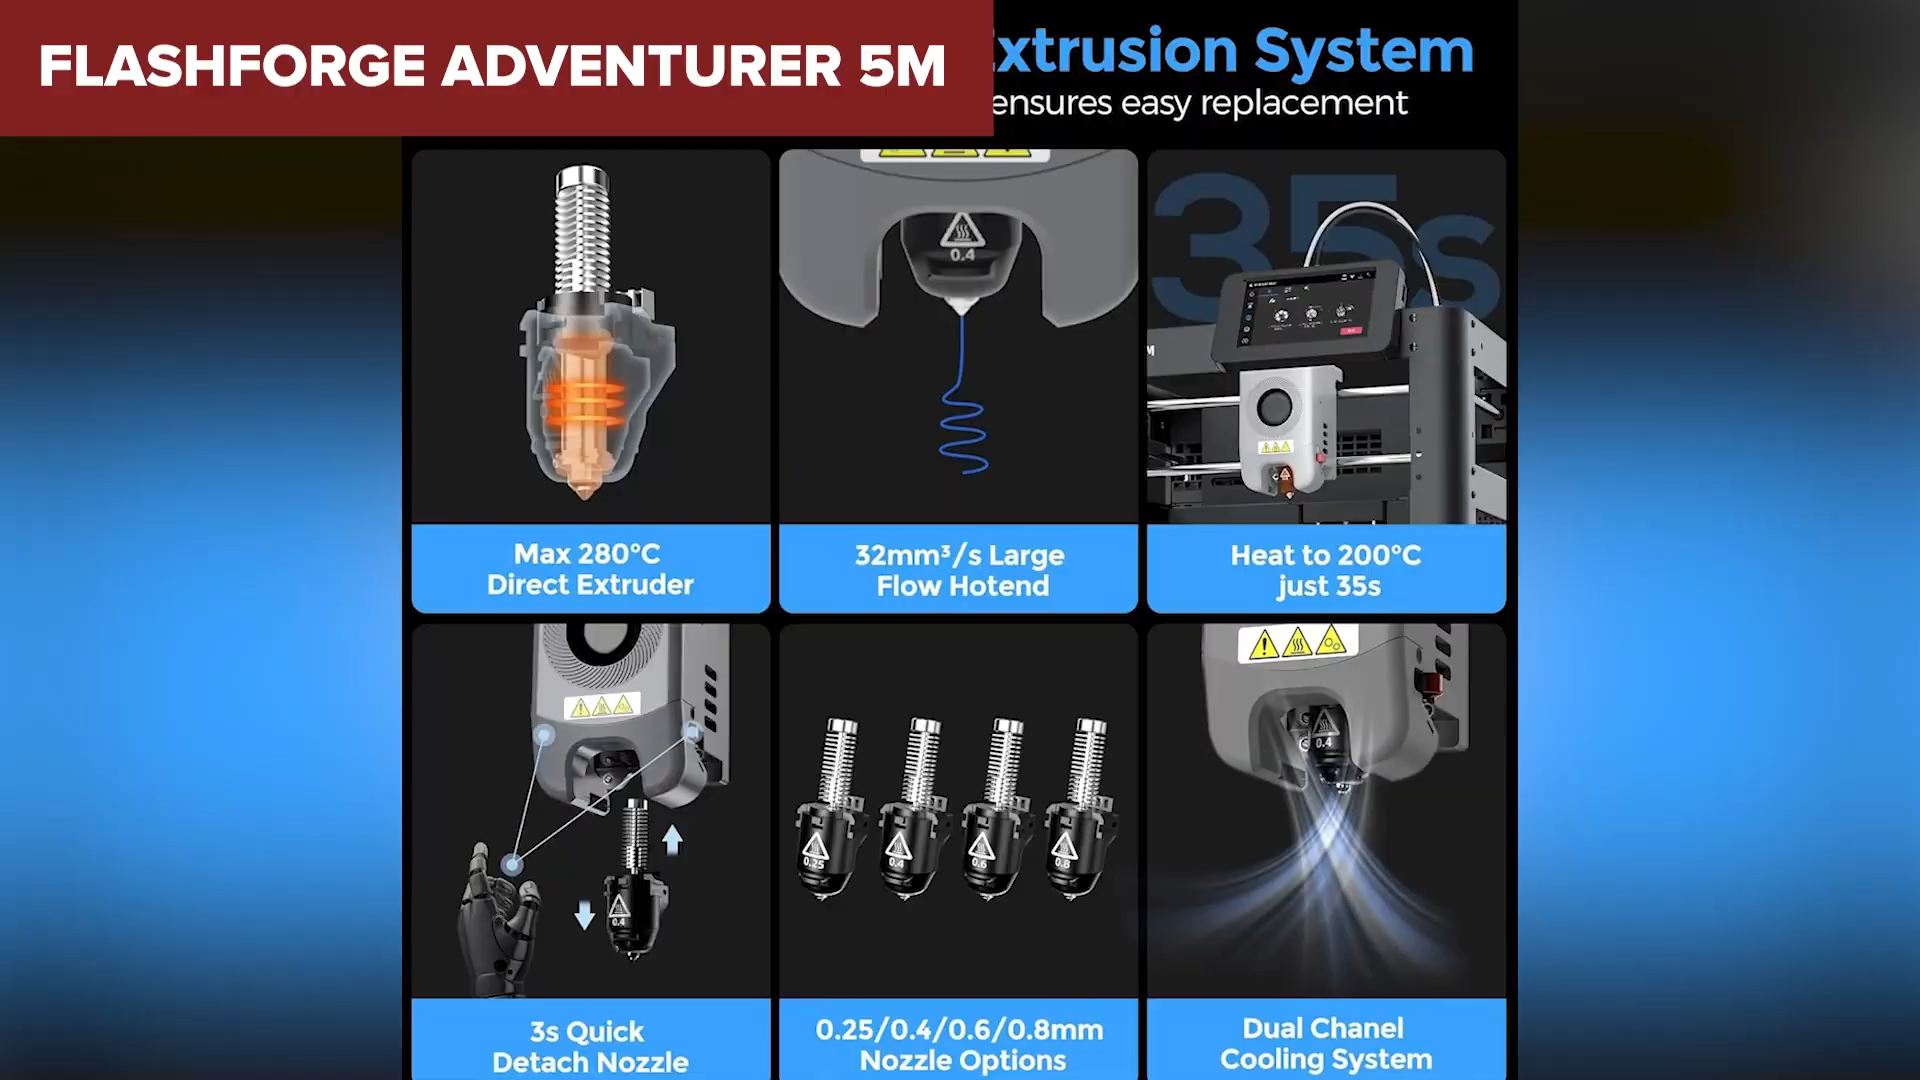 FLASHFORGE ADVENTURER 5M
xtrusion System
ensures easy replacement
0.4
35s
M
Max 280°C
Direct Extruder
32mm³/s Large
Flow Hotend
Heat to 200°C
just 35s
0.4
0.25
0.4
0.6
0.8
0.4
3s Quick
Detach Nozzle
0.25/0.4/0.6/0.8mm
Nozzle Options
Dual Chanel
Cooling System